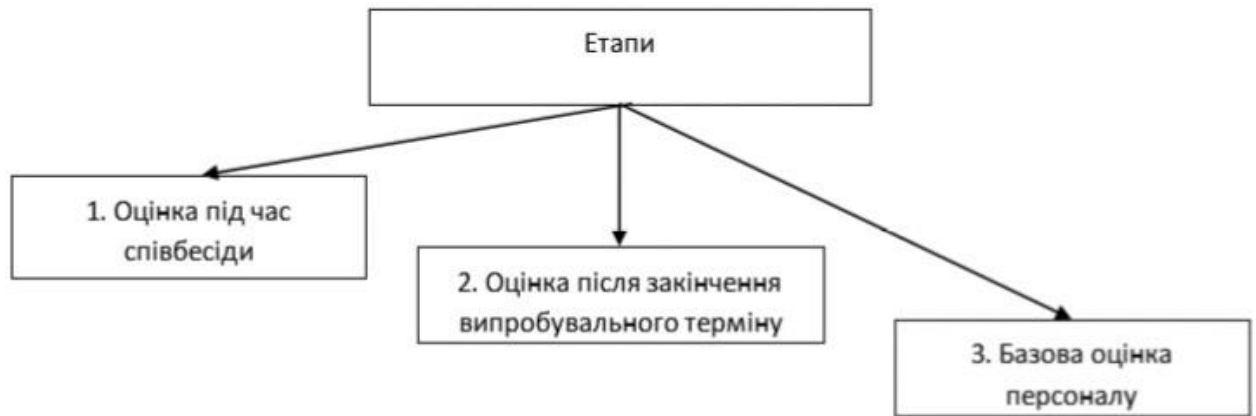 Етапи
1. Оцінка під час
співбесіди
2. Оцінка після закінчення
випробувального терміну
3. Базова оцінка
персоналу